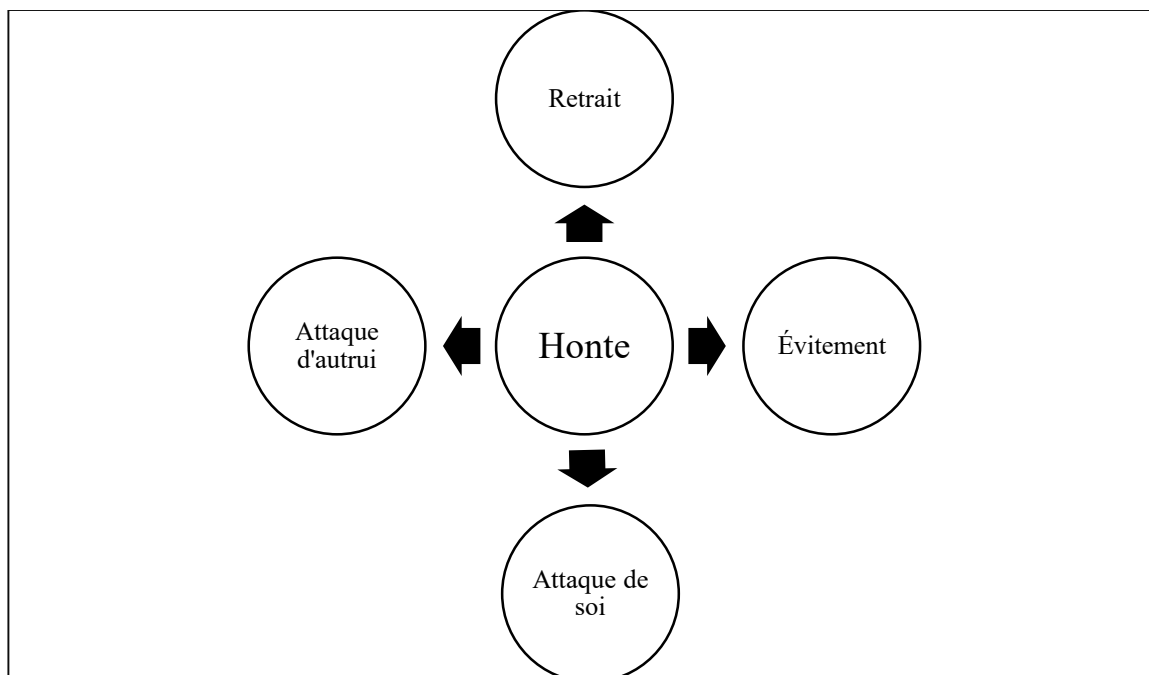 Retrait
Attaque
d'autrui
Honte
Évitement
Attaque de
soi